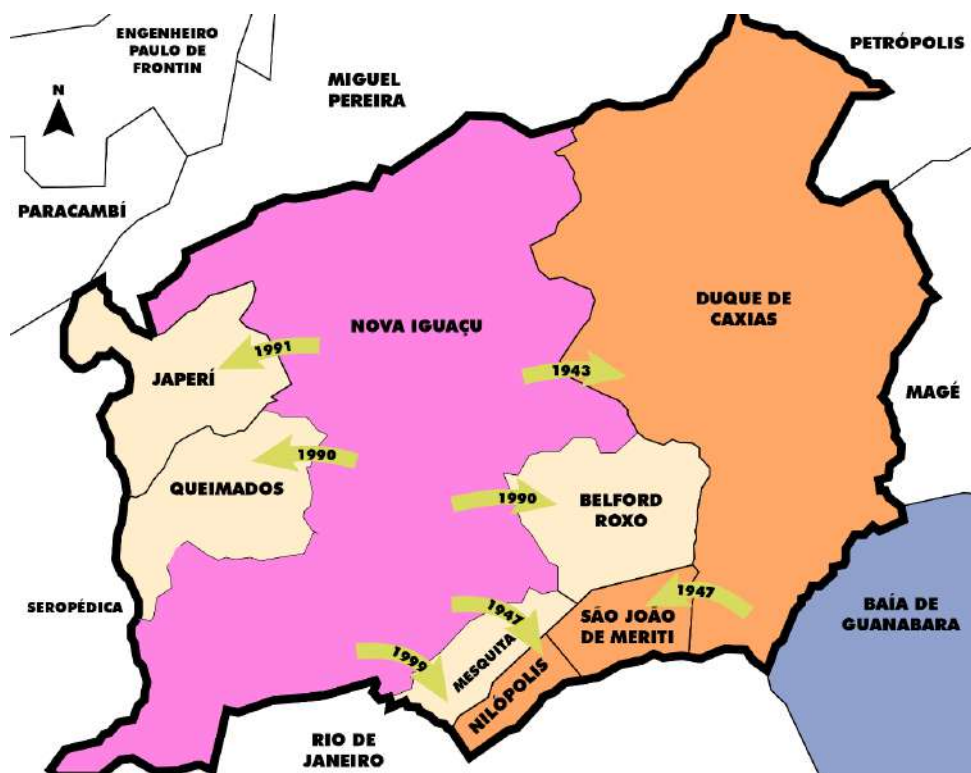 ENGENHEIRO
PAULO DE
FRONTIN
PETRÓPOLIS
N
MIGUEL
PEREIRA
PARACAMBÍ
DUQUE DE
CAXIAS
NOVA IGUAÇU
1991
JAPERÍ
1943
MAGÉ
1990
QUEIMADOS
1990
BELFORD
ROXO
SEROPÉDICA
1947
1947
SÃO JOÃO
DE MERITI
BAÍA DE
GUANABARA
1999
MESQUITA
NILÓPOLIS
RIO DE
JANEIRO